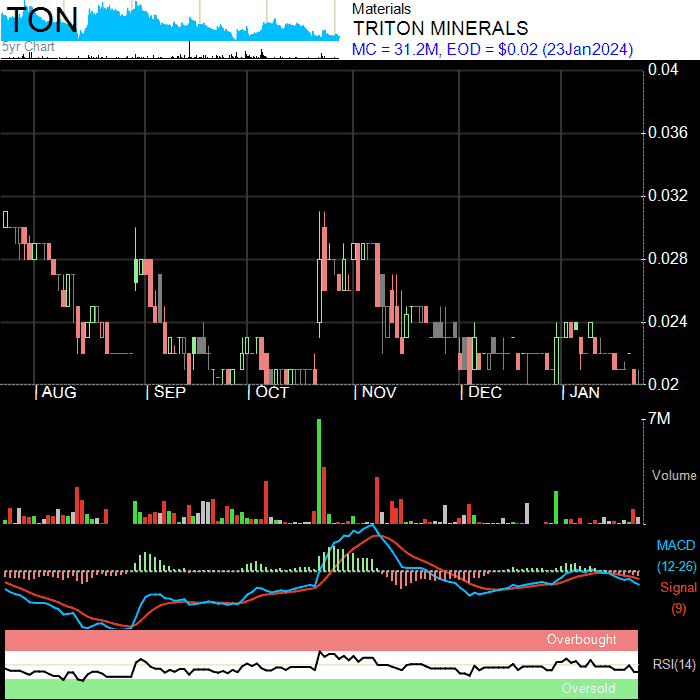 TON
5yr Chart
Materials
TRITON MINERALS
MC = 31.2M, EOD = $0.02 (23Jan2024)
0.04
0.036
0.032
0.028
0.024
0.02
| AUG | SEP | OCT | NOV | DEC | JAN
7M
Volume
MACD
(12-26)
Signal
(9)
Overbought
RSI(14)
Oversold